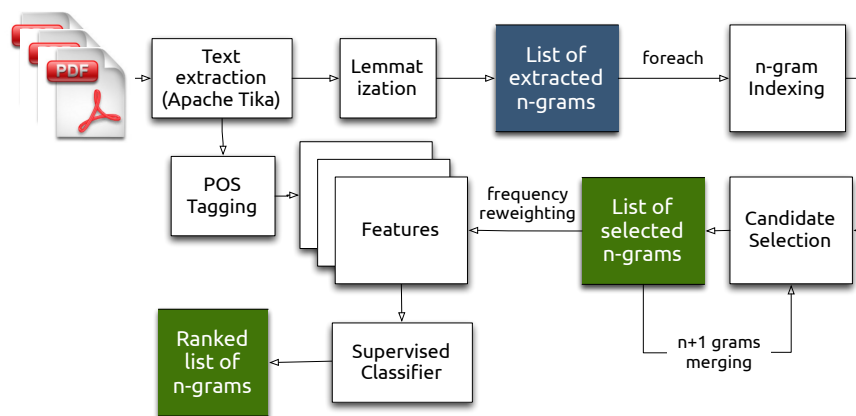 PDF
Text
extraction
(Apache Tika)
Lemmat
ization
List of
extracted
n-grams
foreach
n-gram
Indexing
POS
Tagging
Features
frequency
reweighting
List of
selected
n-grams
Candidate
Selection
n+1 grams
merging
Ranked
list of
n-grams
Supervised
Classifier